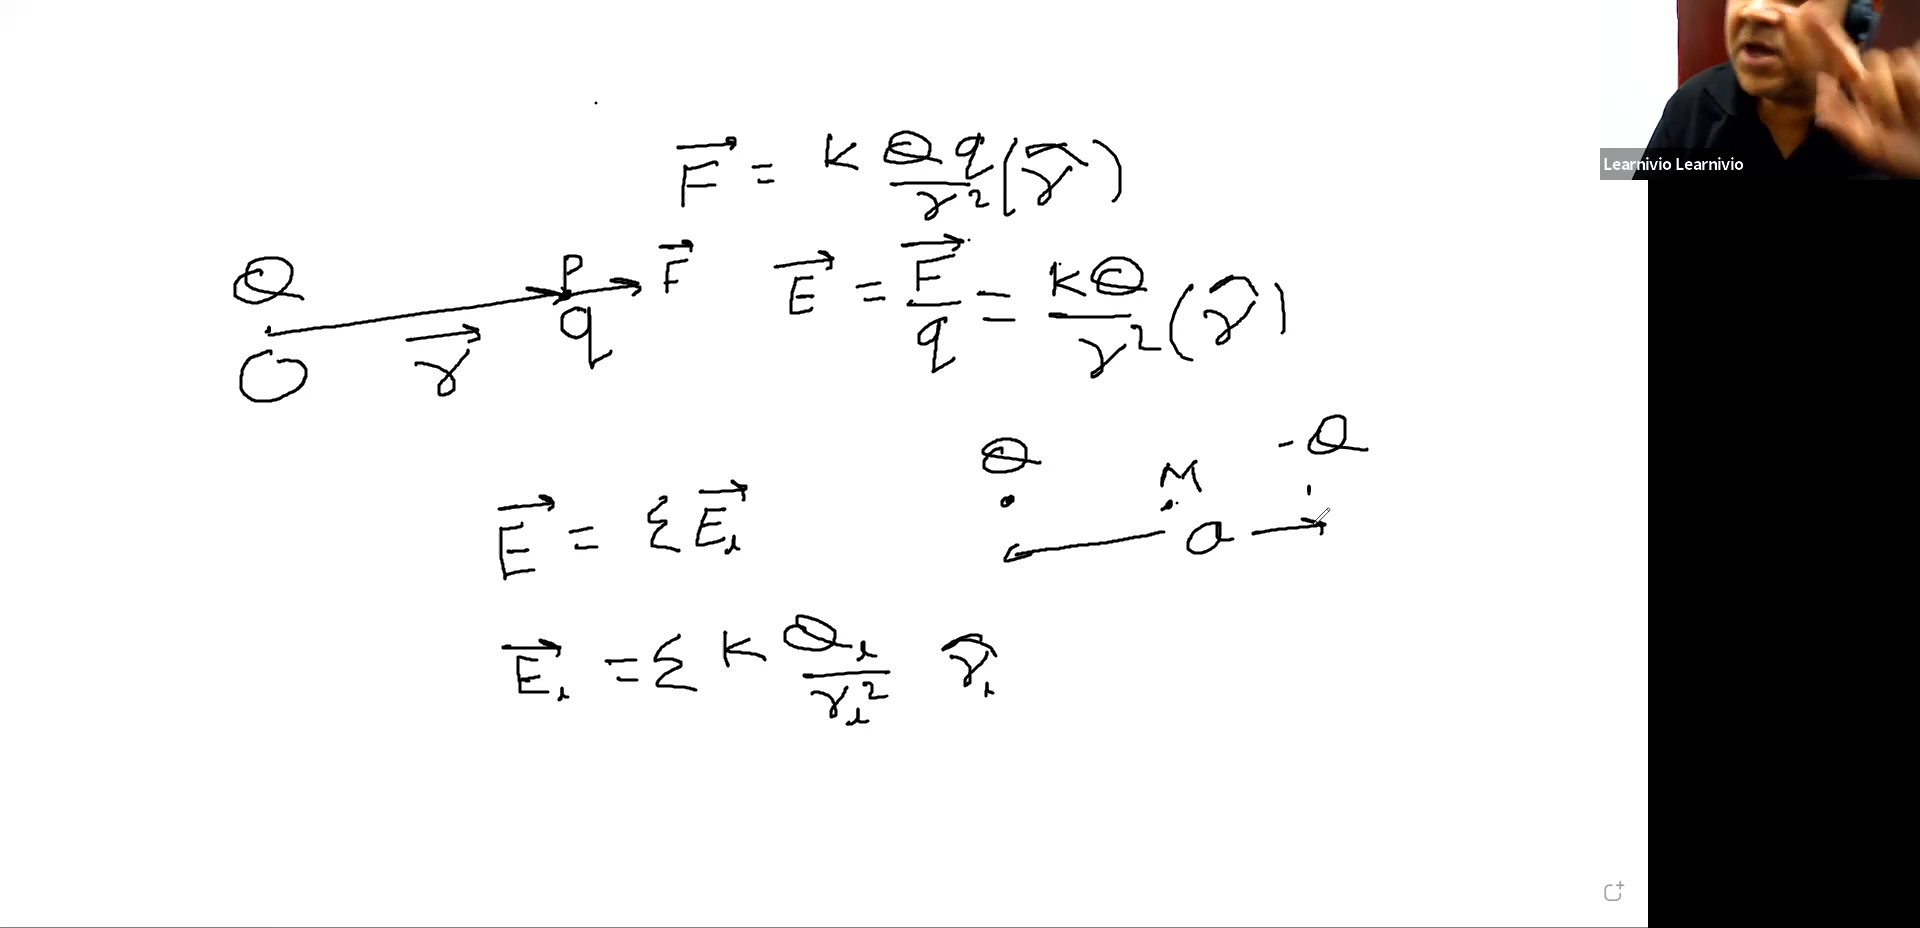 F⃗ = K Qq/r² (r̂)
Learnivio Learnivio
Q P F⃗
O r⃗ q
E⃗ = F⃗/q = KQ/r² (r̂)
Q M -Q
a
E⃗ = Σ E⃗i
E⃗i = Σ K Qi/ri² r̂i